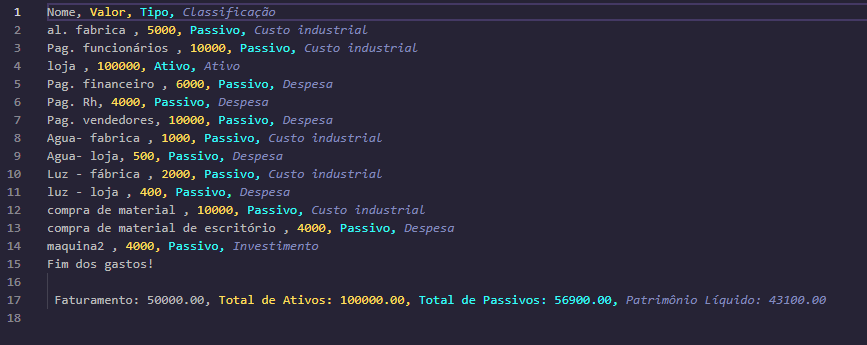 1 Nome, Valor, Tipo, Classificação
2 al. fabrica , 5000, Passivo, Custo industrial
3 Pag. funcionários , 10000, Passivo, Custo industrial
4 loja , 100000, Ativo, Ativo
5 Pag. financeiro , 6000, Passivo, Despesa
6 Pag. Rh, 4000, Passivo, Despesa
7 Pag. vendedores, 10000, Passivo, Despesa
8 Agua- fabrica , 1000, Passivo, Custo industrial
9 Agua- loja, 500, Passivo, Despesa
10 Luz - fábrica , 2000, Passivo, Custo industrial
11 luz - loja , 400, Passivo, Despesa
12 compra de material , 10000, Passivo, Custo industrial
13 compra de material de escritório , 4000, Passivo, Despesa
14 maquina2 , 4000, Passivo, Investimento
15 Fim dos gastos!
16
17 Faturamento: 50000.00, Total de Ativos: 100000.00, Total de Passivos: 56900.00, Patrimônio Líquido: 43100.00
18